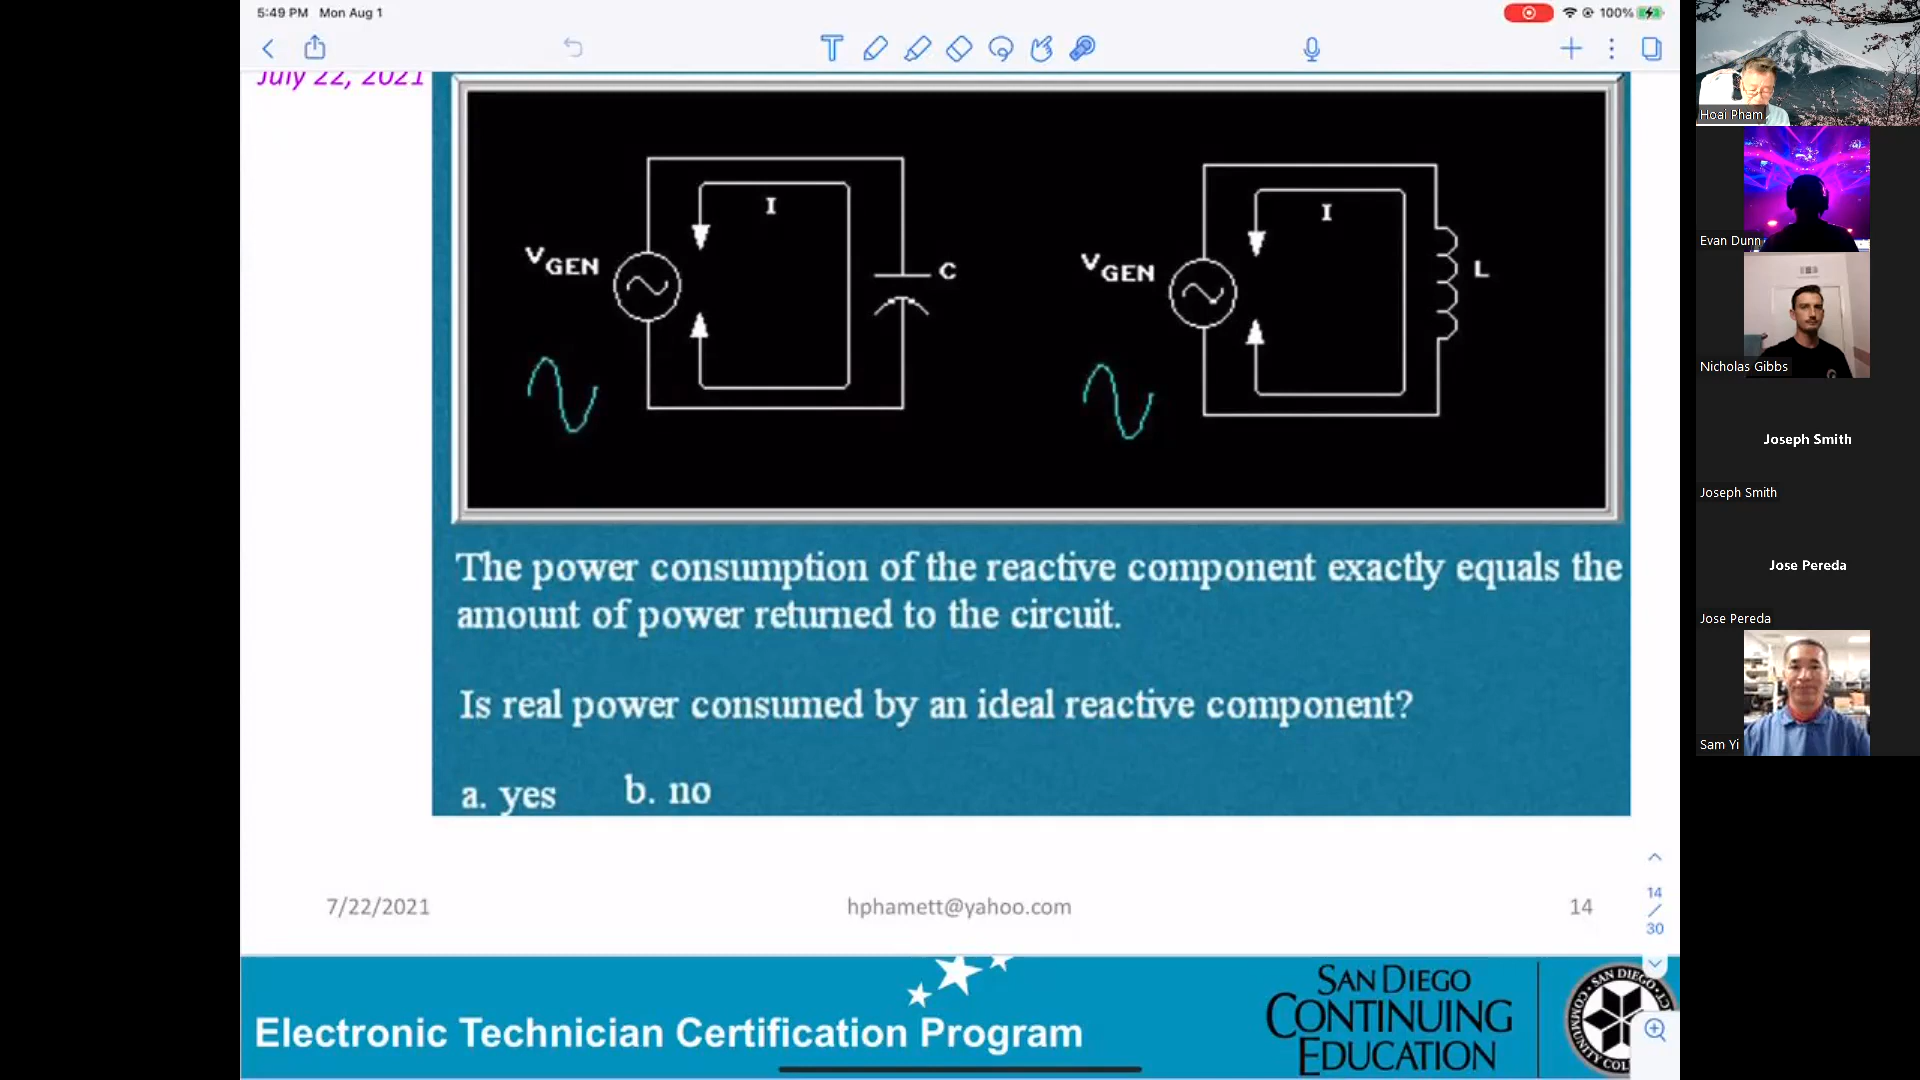 5:49 PM Mon Aug 1
100%
July 22, 2021
I
VGEN
C
I
VGEN
L
The power consumption of the reactive component exactly equals the
amount of power returned to the circuit.
Is real power consumed by an ideal reactive component?
a. yes
b. no
7/22/2021
hphamett@yahoo.com
14
14
/
30
Electronic Technician Certification Program
SAN DIEGO
CONTINUING
EDUCATION
Hoai Pham
Evan Dunn
Nicholas Gibbs
Joseph Smith
Joseph Smith
Jose Pereda
Jose Pereda
Sam Yi